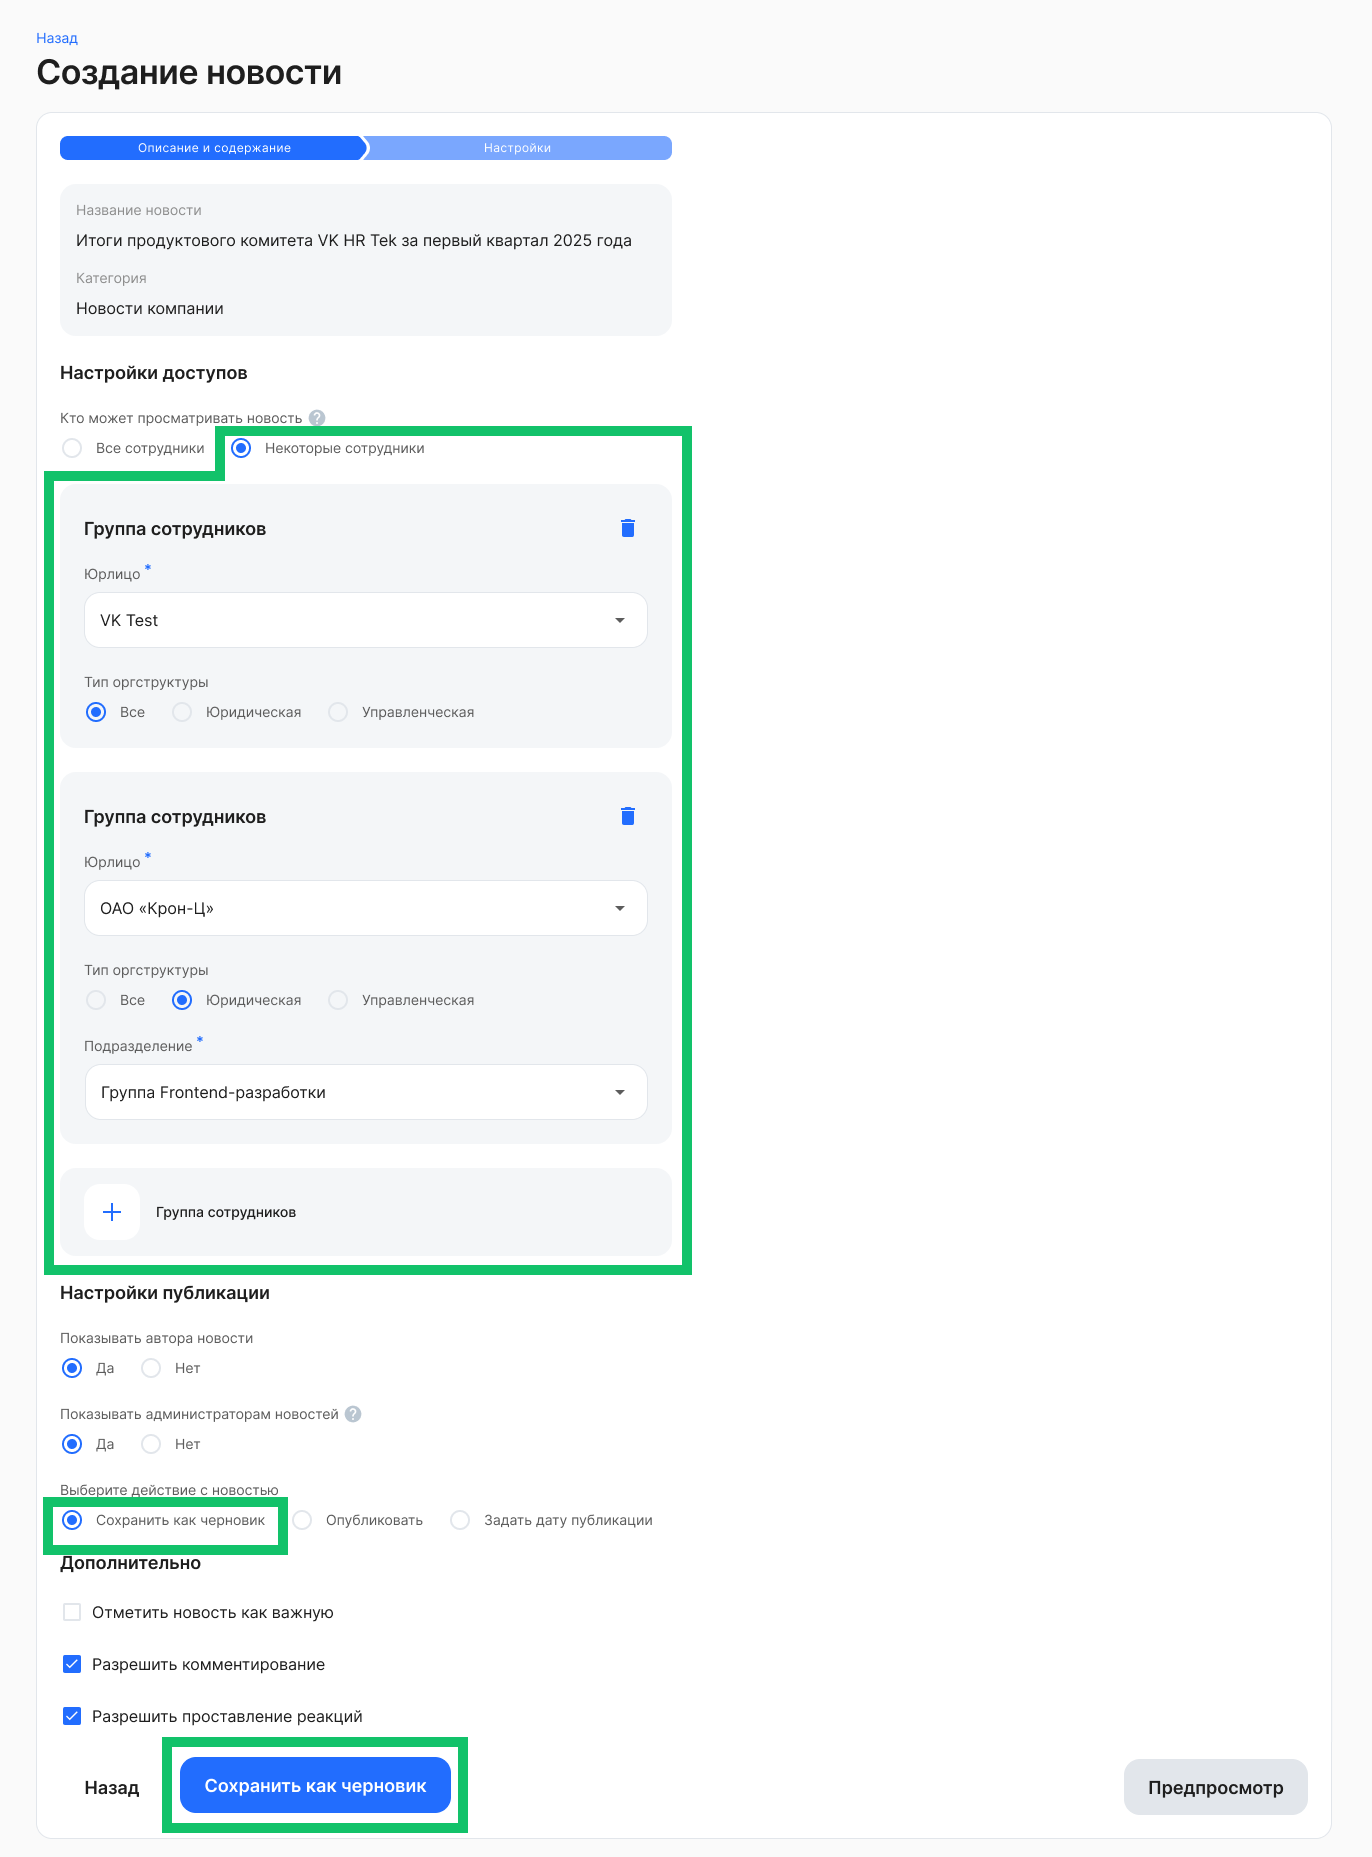 Назад
Создание новости
Описание и содержание
Настройки
Название новости
Итоги продуктового комитета VK HR Tek за первый квартал 2025 года
Категория
Новости компании
Настройки доступов
Кто может просматривать новость ?
Все сотрудники Некоторые сотрудники
Группа сотрудников
Юрлицо *
VK Test
Тип оргструктуры
Все Юридическая Управленческая
Группа сотрудников
Юрлицо *
ОАО «Крон-Ц»
Тип оргструктуры
Все Юридическая Управленческая
Подразделение *
Группа Frontend-разработки
Группа сотрудников
Настройки публикации
Показывать автора новости
Да Нет
Показывать администраторам новостей ?
Да Нет
Выберите действие с новостью
Сохранить как черновик Опубликовать Задать дату публикации
Дополнительно
Отметить новость как важную
Разрешить комментирование
Разрешить проставление реакций
Назад Сохранить как черновик Предпросмотр